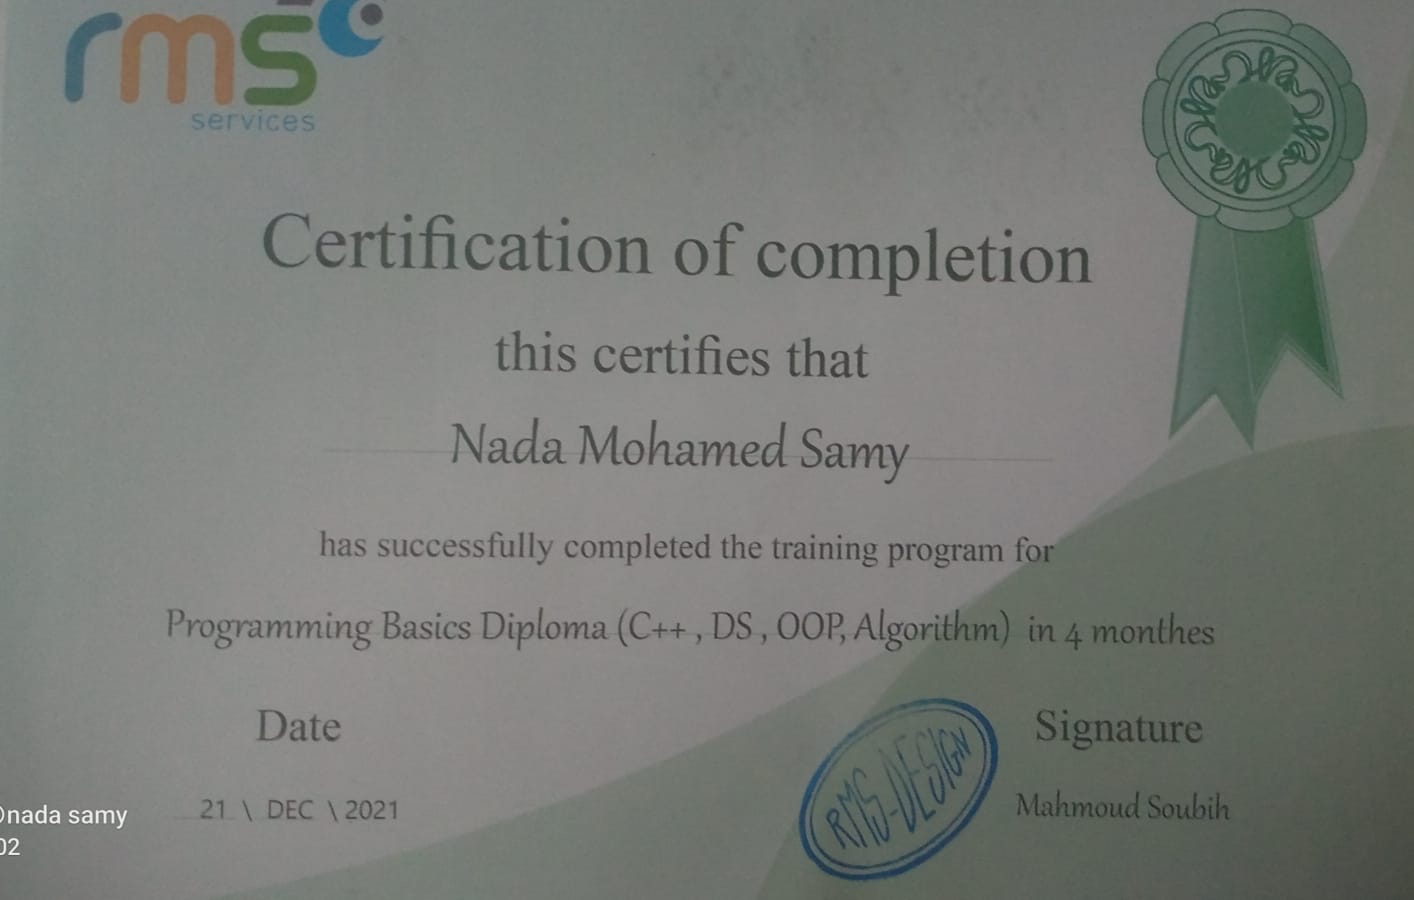 rms
services
Certification of completion
this certifies that
Nada Mohamed Samy
has successfully completed the training program for
Programming Basics Diploma (C++ , DS , OOP, Algorithm) in 4 monthes
Date
Signature
21 \ DEC \ 2021
Mahmoud Soubih
RMS-DESIGN
nada samy
02